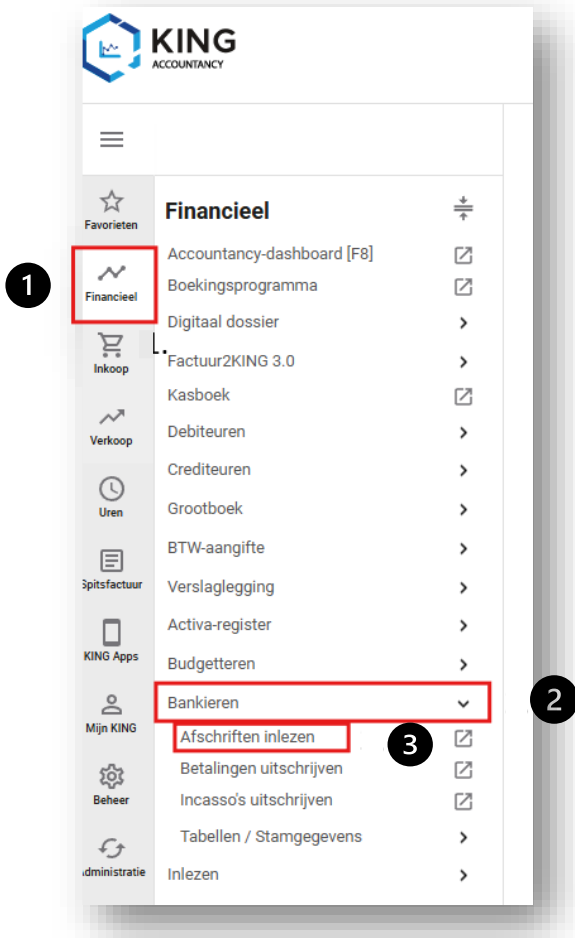 KING
ACCOUNTANCY
Favorieten
Financieel
Inkoop
Verkoop
Uren
Spitsfactuur
KING Apps
Mijn KING
Beheer
dministratie
Financieel
Accountancy-dashboard [F8]
Boekingsprogramma
Digitaal dossier
Factuur2KING 3.0
Kasboek
Debiteuren
Crediteuren
Grootboek
BTW-aangifte
Verslaglegging
Activa-register
Budgetteren
Bankieren
Afschriften inlezen
Betalingen uitschrijven
Incasso's uitschrijven
Tabellen / Stamgegevens
Inlezen
1
2
3